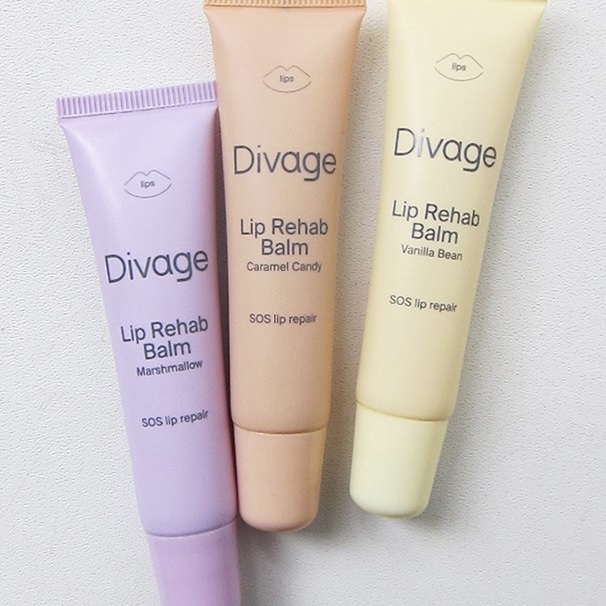 lips
Divage
Lip Rehab
Balm
Marshmallow
SOS lip repair
lips
Divage
Lip Rehab
Balm
Caramel Candy
SOS lip repair
lips
Divage
Lip Rehab
Balm
Vanilla Bean
SOS lip repair